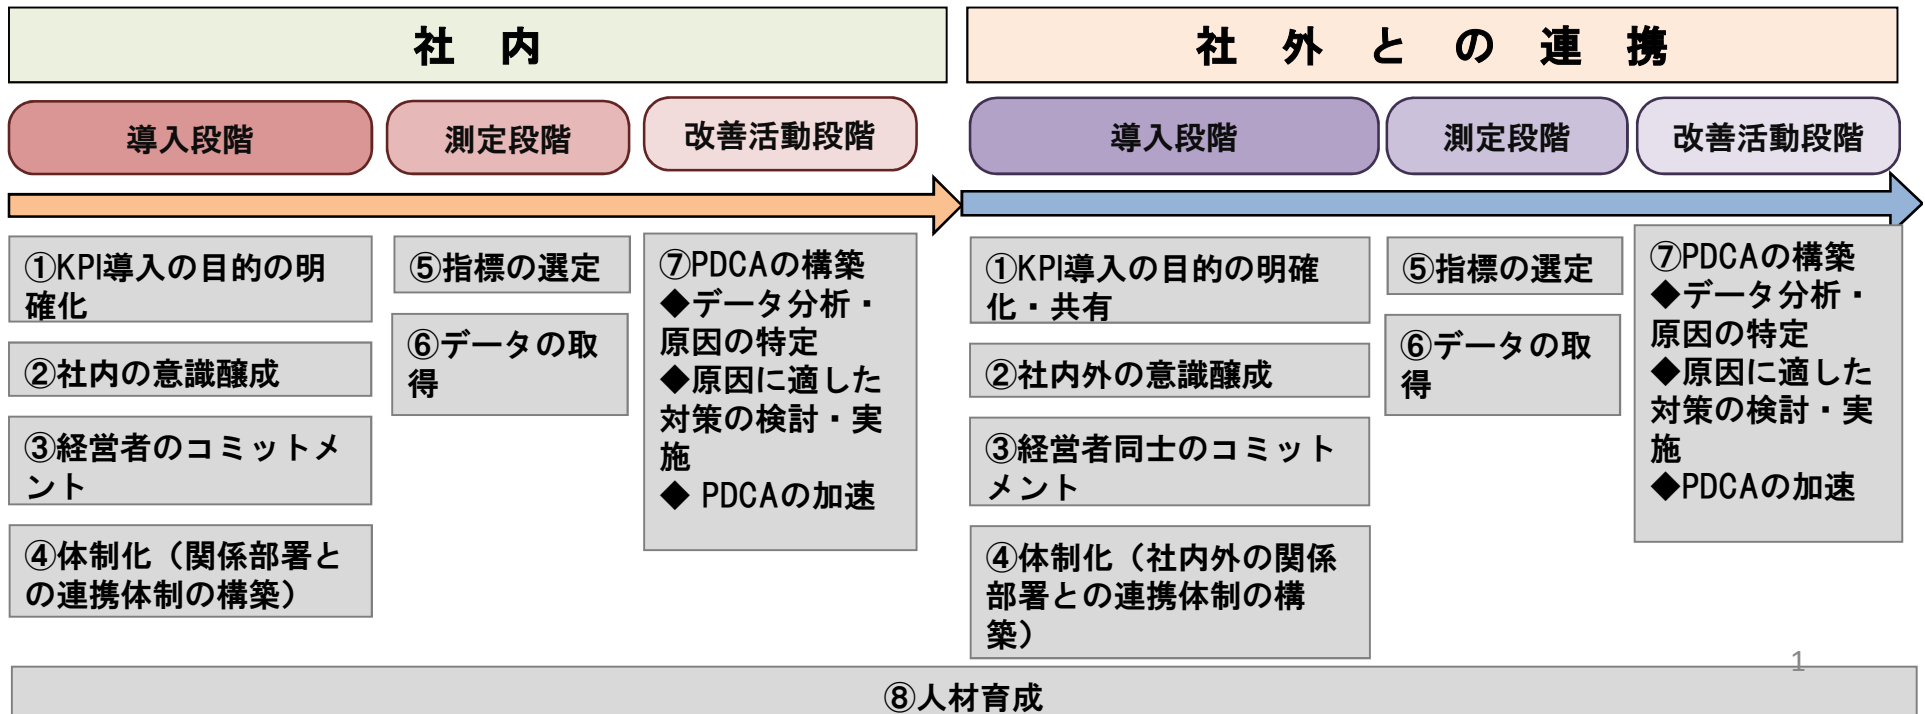 社 内
導入段階
測定段階
改善活動段階
①KPI導入の目的の明
確化
②社内の意識醸成
③経営者のコミットメ
ント
④体制化（関係部署と
の連携体制の構築）
⑤指標の選定
⑥データの取
得
⑦PDCAの構築
◆データ分析・
原因の特定
◆原因に適した
対策の検討・実
施
◆ PDCAの加速
社 外 と の 連 携
導入段階
測定段階
改善活動段階
①KPI導入の目的の明確
化・共有
②社内外の意識醸成
③経営者同士のコミット
メント
④体制化（社内外の関係
部署との連携体制の構
築）
⑤指標の選定
⑥データの取
得
⑦PDCAの構築
◆データ分析・
原因の特定
◆原因に適した
対策の検討・実
施
◆PDCAの加速
1
⑧人材育成